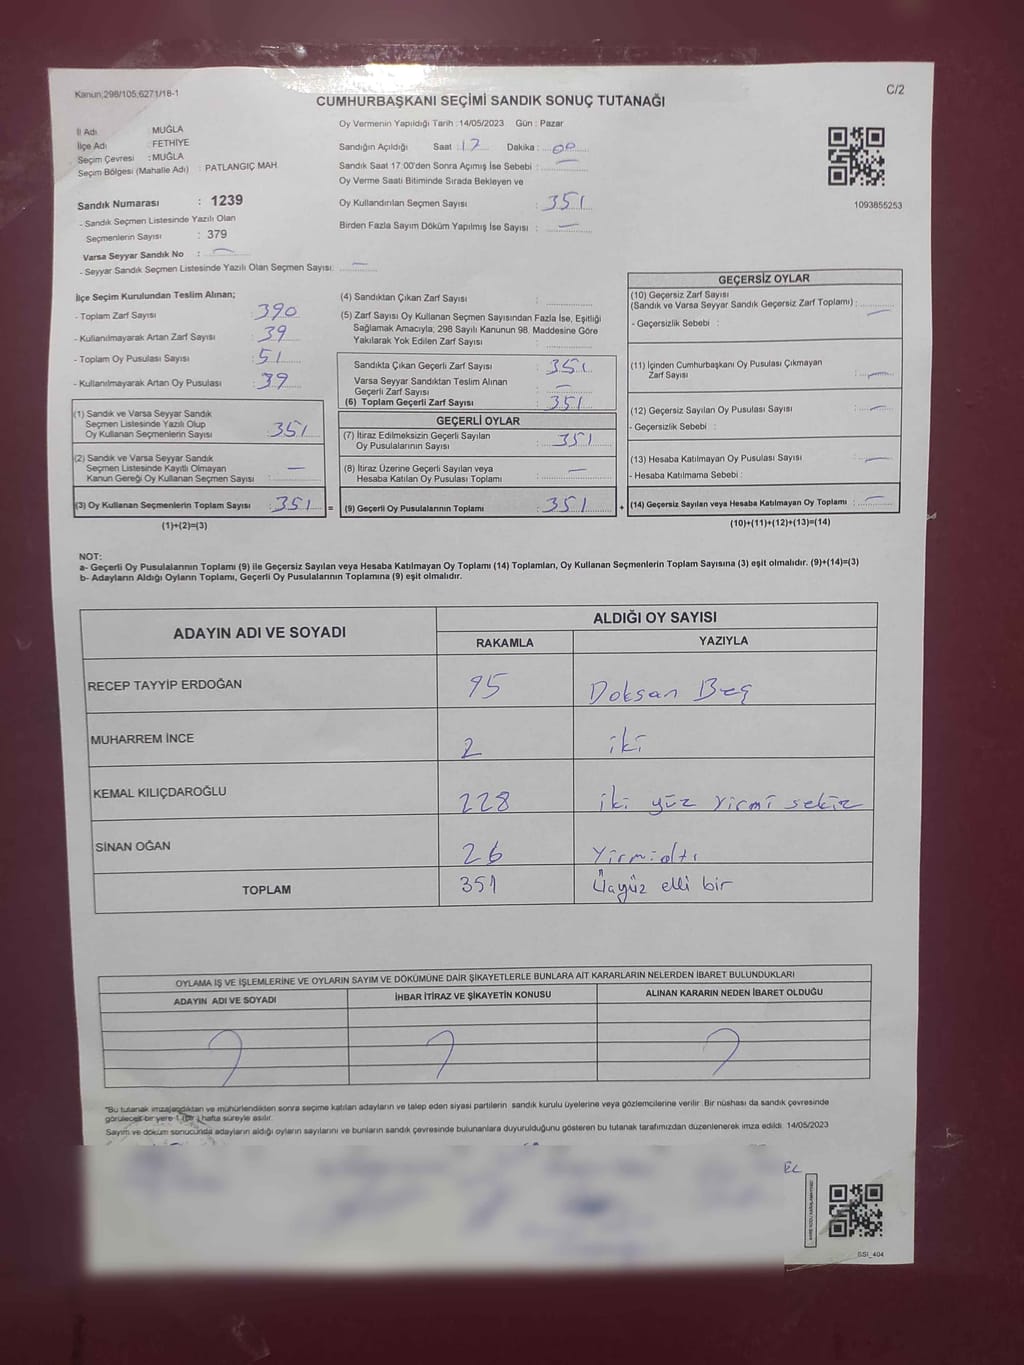 Kanun;298/105;6271/18-1
C/2
CUMHURBAŞKANI SEÇİMİ SANDIK SONUÇ TUTANAĞI
İl Adı : MUĞLA
İlçe Adı : FETHİYE
Seçim Çevresi : MUĞLA
Seçim Bölgesi (Mahalle Adı) : PATLANGIÇ MAH.
Sandık Numarası : 1239
- Sandık Seçmen Listesinde Yazılı Olan
Seçmenlerin Sayısı : 379
Varsa Seyyar Sandık No : —
- Seyyar Sandık Seçmen Listesinde Yazılı Olan Seçmen Sayısı: —
Oy Vermenin Yapıldığı Tarih : 14/05/2023 Gün : Pazar
Sandığın Açıldığı Saat : 17 Dakika : 00
Sandık Saat 17:00'den Sonra Açımış İse Sebebi : —
Oy Verme Saati Bitiminde Sırada Bekleyen ve
Oy Kullandırılan Seçmen Sayısı : 351
Birden Fazla Sayım Döküm Yapılmış İse Sayısı : —
1093855253
İlçe Seçim Kurulundan Teslim Alınan;
- Toplam Zarf Sayısı : 390
- Kullanılmayarak Artan Zarf Sayısı : 39
- Toplam Oy Pusulası Sayısı : 51
- Kullanılmayarak Artan Oy Pusulası : 39
(1) Sandık ve Varsa Seyyar Sandık
Seçmen Listesinde Yazılı Olup
Oy Kullanan Seçmenlerin Sayısı : 351
(2) Sandık ve Varsa Seyyar Sandık
Seçmen Listesinde Kayıtlı Olmayan
Kanun Gereği Oy Kullanan Seçmen Sayısı : —
(3) Oy Kullanan Seçmenlerin Toplam Sayısı : 351 =
(1)+(2)=(3)
(4) Sandıktan Çıkan Zarf Sayısı :
(5) Zarf Sayısı Oy Kullanan Seçmen Sayısından Fazla İse, Eşitliği
Sağlamak Amacıyla, 298 Sayılı Kanunun 98. Maddesine Göre
Yakılarak Yok Edilen Zarf Sayısı :
Sandıkta Çıkan Geçerli Zarf Sayısı : 351
Varsa Seyyar Sandıktan Teslim Alınan
Geçerli Zarf Sayısı : —
(6) Toplam Geçerli Zarf Sayısı : 351
GEÇERLİ OYLAR
(7) İtiraz Edilmeksizin Geçerli Sayılan
Oy Pusulalarının Sayısı : 351
(8) İtiraz Üzerine Geçerli Sayılan veya
Hesaba Katılan Oy Pusulası Toplamı : —
(9) Geçerli Oy Pusulalarının Toplamı : 351 +
GEÇERSİZ OYLAR
(10) Geçersiz Zarf Sayısı
(Sandık ve Varsa Seyyar Sandık Geçersiz Zarf Toplamı) : —
- Geçersizlik Sebebi :
(11) İçinden Cumhurbaşkanı Oy Pusulası Çıkmayan
Zarf Sayısı : —
(12) Geçersiz Sayılan Oy Pusulası Sayısı : —
- Geçersizlik Sebebi :
(13) Hesaba Katılmayan Oy Pusulası Sayısı : —
- Hesaba Katılmama Sebebi :
(14) Geçersiz Sayılan veya Hesaba Katılmayan Oy Toplamı : —
(10)+(11)+(12)+(13)=(14)
NOT:
a- Geçerli Oy Pusulalarının Toplamı (9) ile Geçersiz Sayılan veya Hesaba Katılmayan Oy Toplamı (14) Toplamları, Oy Kullanan Seçmenlerin Toplam Sayısına (3) eşit olmalıdır. (9)+(14)=(3)
b- Adayların Aldığı Oyların Toplamı, Geçerli Oy Pusulalarının Toplamına (9) eşit olmalıdır.
ADAYIN ADI VE SOYADI
ALDIĞI OY SAYISI
RAKAMLA YAZIYLA
RECEP TAYYİP ERDOĞAN 95 Doksan Beş
MUHARREM İNCE 2 iki
KEMAL KILIÇDAROĞLU 228 iki yüz Yirmi sekiz
SİNAN OĞAN 26 Yirmialtı
TOPLAM 351 Üçyüz elli bir
OYLAMA İŞ VE İŞLEMLERİNE VE OYLARIN SAYIM VE DÖKÜMÜNE DAİR ŞİKAYETLERLE BUNLARA AİT KARARLARIN NELERDEN İBARET BULUNDUKLARI
ADAYIN ADI VE SOYADI İHBAR İTİRAZ VE ŞİKAYETİN KONUSU ALINAN KARARIN NEDEN İBARET OLDUĞU
"Bu tutanak imzalandıktan ve mühürlendikten sonra seçime katılan adayların ve talep eden siyasi partilerin sandık kurulu üyelerine veya gözlemcilerine verilir. Bir nüshası da sandık çevresinde
görülecek bir yere 1 (bir) hafta süreyle asılır.
Sayım ve döküm sonucunda adayların aldığı oyların sayılarını ve bunların sandık çevresinde bulunanlara duyurulduğunu gösteren bu tutanak tarafımızdan düzenlenerek imza edildi. 14/05/2023
SSI_404